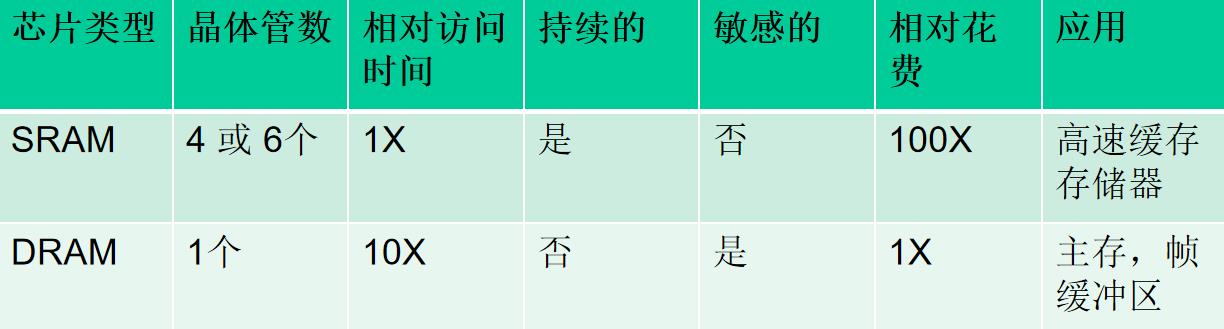 芯片类型 晶体管数 相对访问时间 持续的 敏感的 相对花费 应用
SRAM 4 或 6个 1X 是 否 100X 高速缓存存储器
DRAM 1个 10X 否 是 1X 主存，帧缓冲区